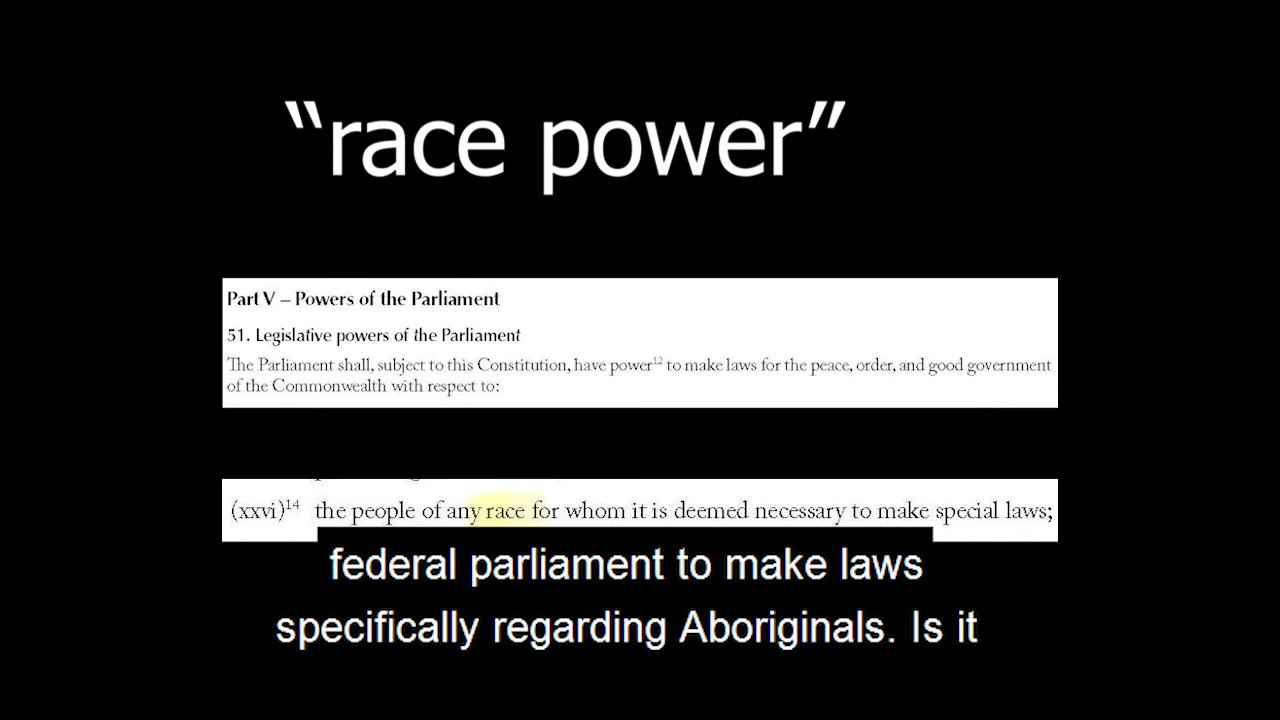 “race power”
Part V – Powers of the Parliament
51. Legislative powers of the Parliament
The Parliament shall, subject to this Constitution, have power12 to make laws for the peace, order, and good government
of the Commonwealth with respect to:
(xxvi)14 the people of any race for whom it is deemed necessary to make special laws;
federal parliament to make laws
specifically regarding Aboriginals. Is it